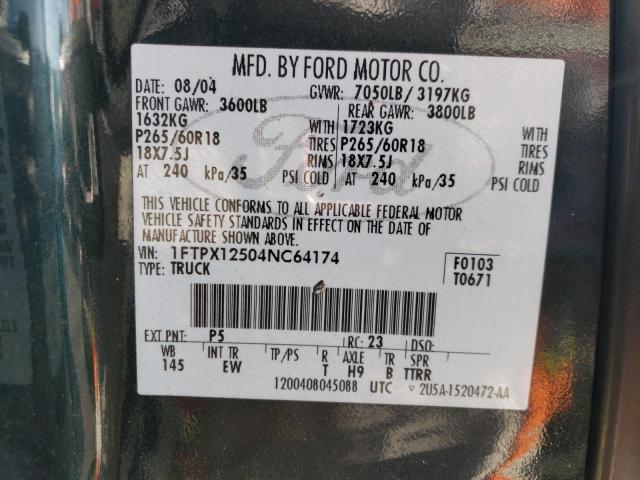 MFD. BY FORD MOTOR CO.
DATE: 08/04 GVWR: 7050LB/ 3197KG
FRONT GAWR: 3600LB REAR GAWR: 3800LB
1632KG WITH 1723KG WITH
P265/60R18 TIRES P265/60R18 TIRES
18X7.5J RIMS 18X7.5J RIMS
AT 240 kPa/35 PSI COLD AT 240 kPa/35 PSI COLD
Ford
THIS VEHICLE CONFORMS TO ALL APPLICABLE FEDERAL MOTOR
VEHICLE SAFETY STANDARDS IN EFFECT ON THE DATE OF
MANUFACTURE SHOWN ABOVE.
VIN: 1FTPX12504NC64174 F0103
TYPE: TRUCK T0671
EXT PNT: P5 RC: 23 DSO:
WB INT TR TP/PS R AXLE TR SPR
145 EW T H9 B TTRR
1200408045088 UTC ▽ 2U5A-1520472-AA